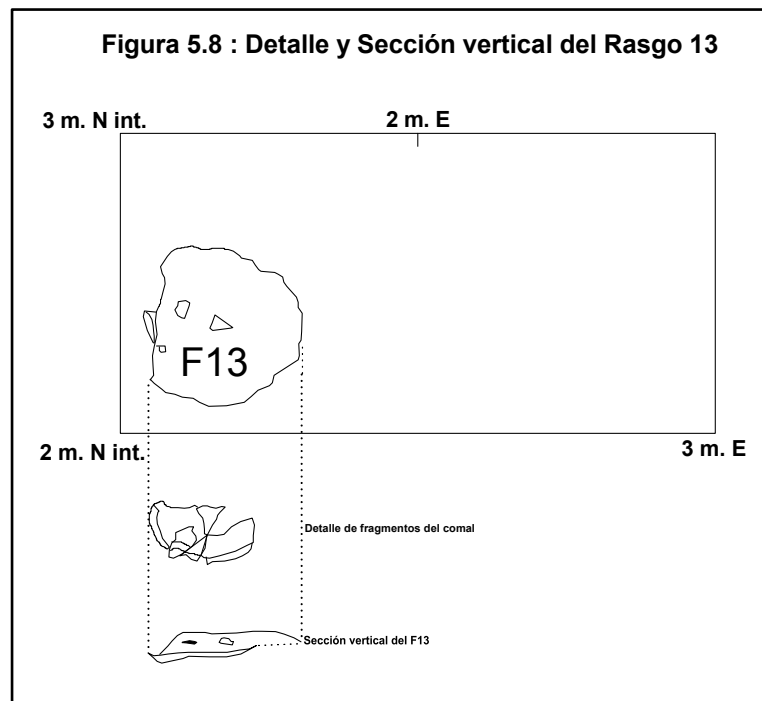 Figura 5.8 : Detalle y Sección vertical del Rasgo 13
3 m. N int.
2 m. E
F13
2 m. N int.
3 m. E
Detalle de fragmentos del comal
Sección vertical del F13